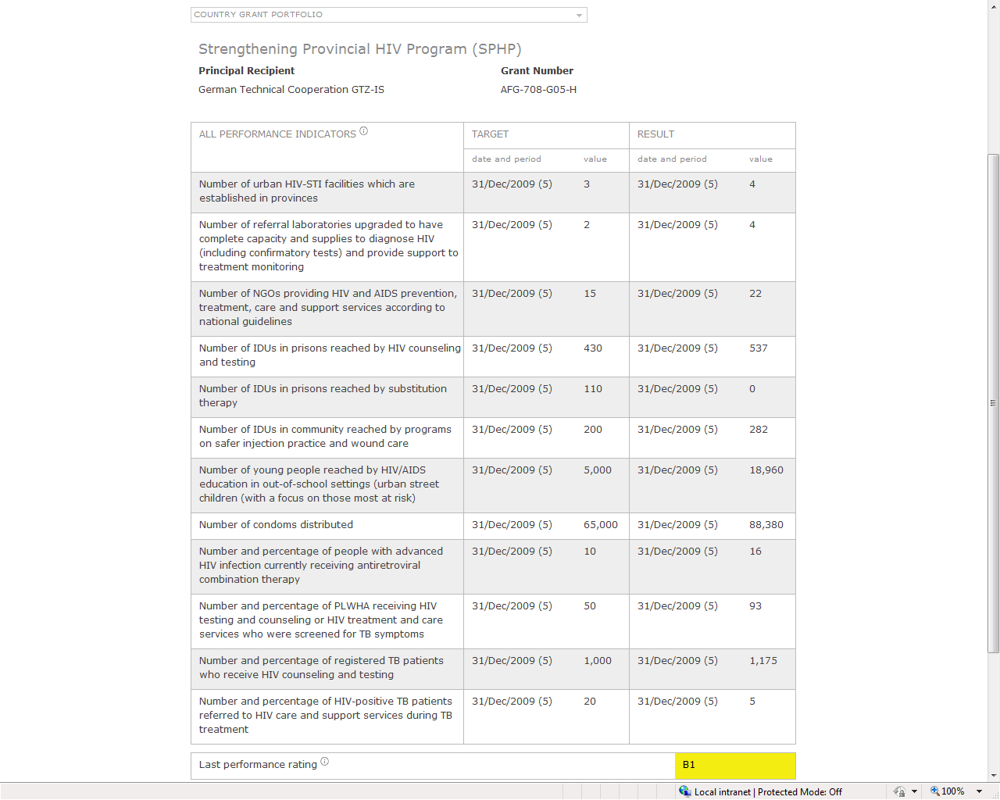 COUNTRY GRANT PORTFOLIO
Strengthening Provincial HIV Program (SPHP)
Principal Recipient Grant Number
German Technical Cooperation GTZ-IS AFG-708-G05-H
ALL PERFORMANCE INDICATORS TARGET RESULT
date and period value date and period value
Number of urban HIV-STI facilities which are 31/Dec/2009 (5) 3 31/Dec/2009 (5) 4
established in provinces
Number of referral laboratories upgraded to have 31/Dec/2009 (5) 2 31/Dec/2009 (5) 4
complete capacity and supplies to diagnose HIV
(including confirmatory tests) and provide support to
treatment monitoring
Number of NGOs providing HIV and AIDS prevention, 31/Dec/2009 (5) 15 31/Dec/2009 (5) 22
treatment, care and support services according to
national guidelines
Number of IDUs in prisons reached by HIV counseling 31/Dec/2009 (5) 430 31/Dec/2009 (5) 537
and testing
Number of IDUs in prisons reached by substitution 31/Dec/2009 (5) 110 31/Dec/2009 (5) 0
therapy
Number of IDUs in community reached by programs 31/Dec/2009 (5) 200 31/Dec/2009 (5) 282
on safer injection practice and wound care
Number of young people reached by HIV/AIDS 31/Dec/2009 (5) 5,000 31/Dec/2009 (5) 18,960
education in out-of-school settings (urban street
children (with a focus on those most at risk)
Number of condoms distributed 31/Dec/2009 (5) 65,000 31/Dec/2009 (5) 88,380
Number and percentage of people with advanced 31/Dec/2009 (5) 10 31/Dec/2009 (5) 16
HIV infection currently receiving antiretroviral
combination therapy
Number and percentage of PLWHA receiving HIV 31/Dec/2009 (5) 50 31/Dec/2009 (5) 93
testing and counseling or HIV treatment and care
services who were screened for TB symptoms
Number and percentage of registered TB patients 31/Dec/2009 (5) 1,000 31/Dec/2009 (5) 1,175
who receive HIV counseling and testing
Number and percentage of HIV-positive TB patients 31/Dec/2009 (5) 20 31/Dec/2009 (5) 5
referred to HIV care and support services during TB
treatment
Last performance rating B1
Local intranet | Protected Mode: Off 100%